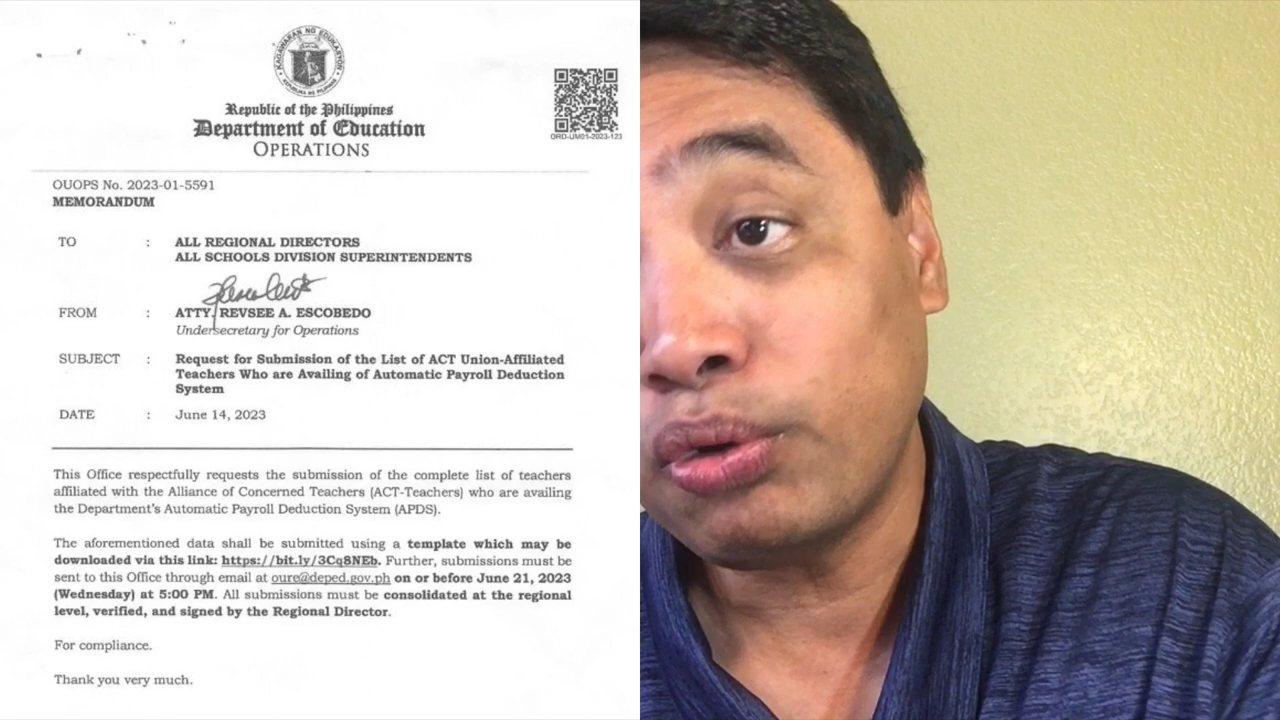 KAGAWARAN NG EDUKASYON
REPUBLIKA NG PILIPINAS
Republic of the Philippines
Department of Education
OPERATIONS
ORD-UM01-2023-123
OUOPS No. 2023-01-5591
MEMORANDUM
TO : ALL REGIONAL DIRECTORS
ALL SCHOOLS DIVISION SUPERINTENDENTS
FROM : ATTY. REVSEE A. ESCOBEDO
Undersecretary for Operations
SUBJECT : Request for Submission of the List of ACT Union-Affiliated
Teachers Who are Availing of Automatic Payroll Deduction
System
DATE : June 14, 2023
This Office respectfully requests the submission of the complete list of teachers
affiliated with the Alliance of Concerned Teachers (ACT-Teachers) who are availing
the Department's Automatic Payroll Deduction System (APDS).
The aforementioned data shall be submitted using a template which may be
downloaded via this link: https://bit.ly/3Cq8NEb. Further, submissions must be
sent to this Office through email at oure@deped.gov.ph on or before June 21, 2023
(Wednesday) at 5:00 PM. All submissions must be consolidated at the regional
level, verified, and signed by the Regional Director.
For compliance.
Thank you very much.